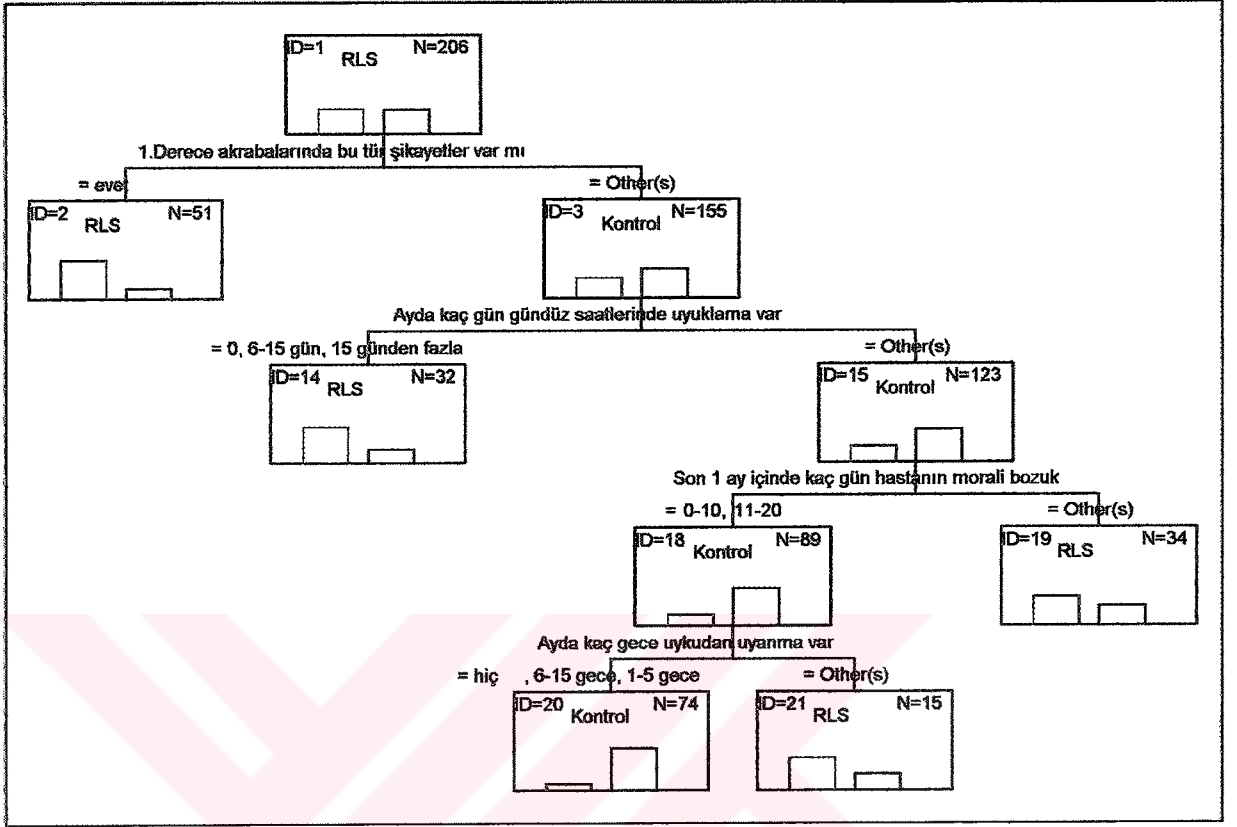 ID=1 N=206
RLS
1.Derece akrabalarında bu tür şikayetler var mı
= evet = Other(s)
ID=2 N=51
RLS
ID=3 N=155
Kontrol
Ayda kaç gün gündüz saatlerinde uyuklama var
= 0, 6-15 gün, 15 günden fazla = Other(s)
ID=14 N=32
RLS
ID=15 N=123
Kontrol
Son 1 ay içinde kaç gün hastanın morali bozuk
= 0-10, 11-20 = Other(s)
ID=18 N=89
Kontrol
ID=19 N=34
RLS
Ayda kaç gece uykudan uyanma var
= hiç , 6-15 gece, 1-5 gece = Other(s)
ID=20 N=74
Kontrol
ID=21 N=15
RLS